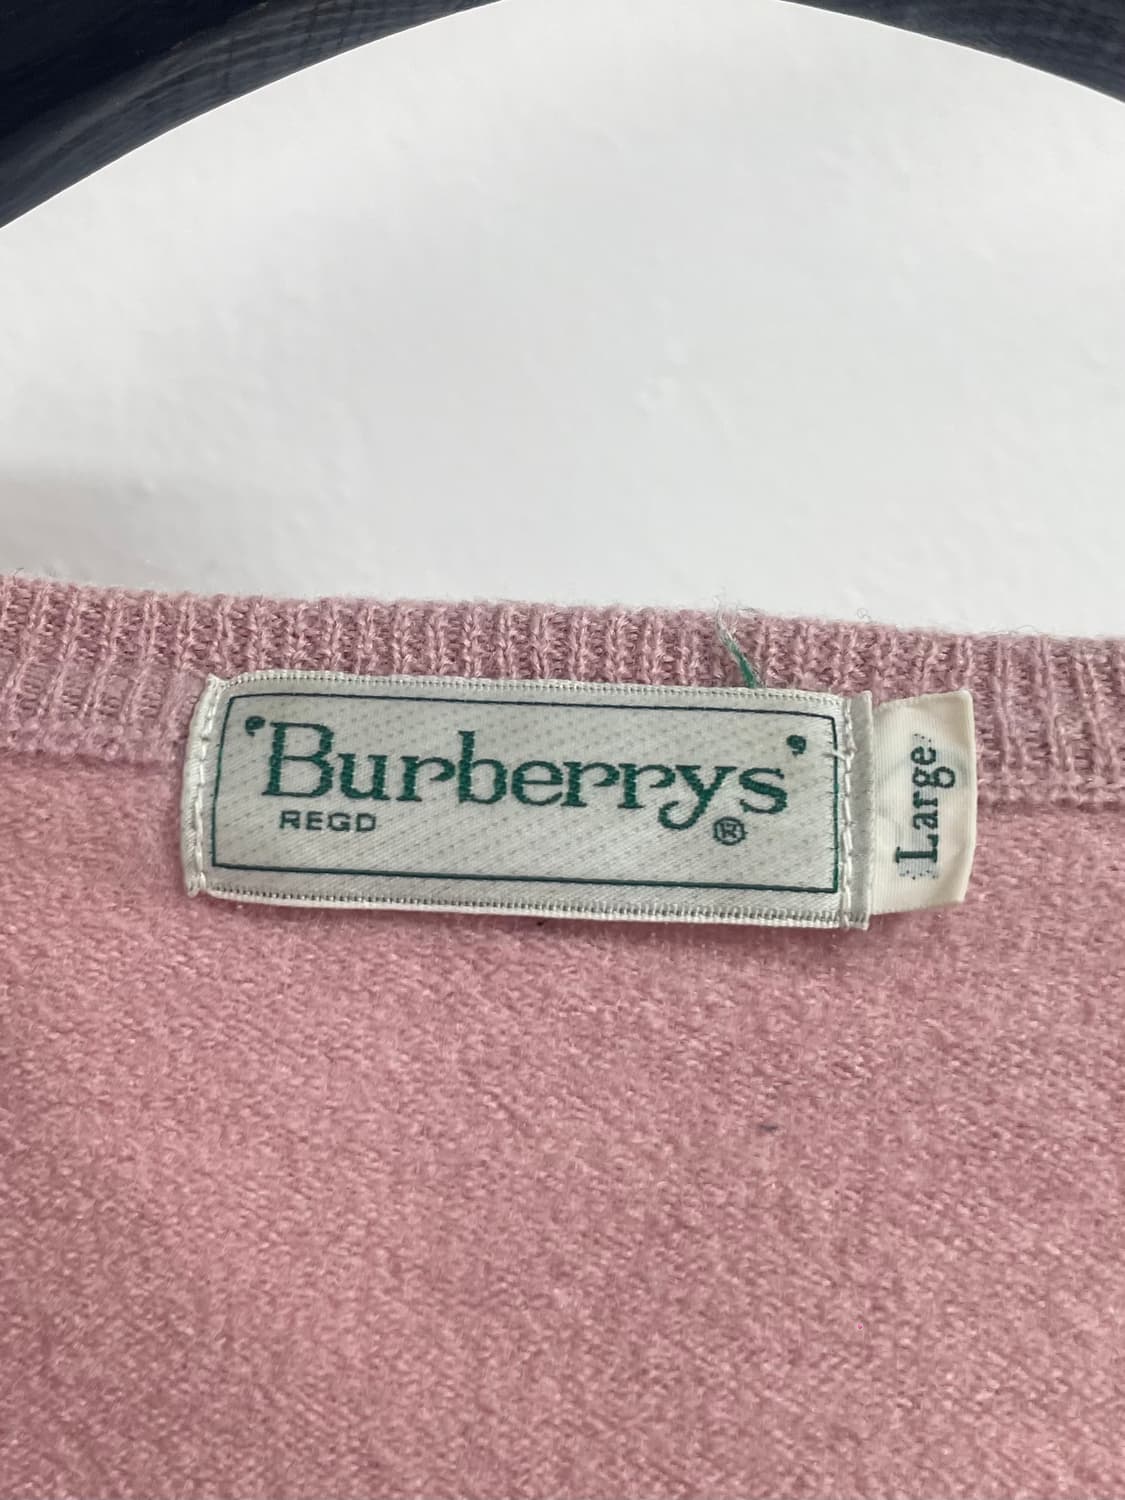 'Burberrys'
REGD
®
Large